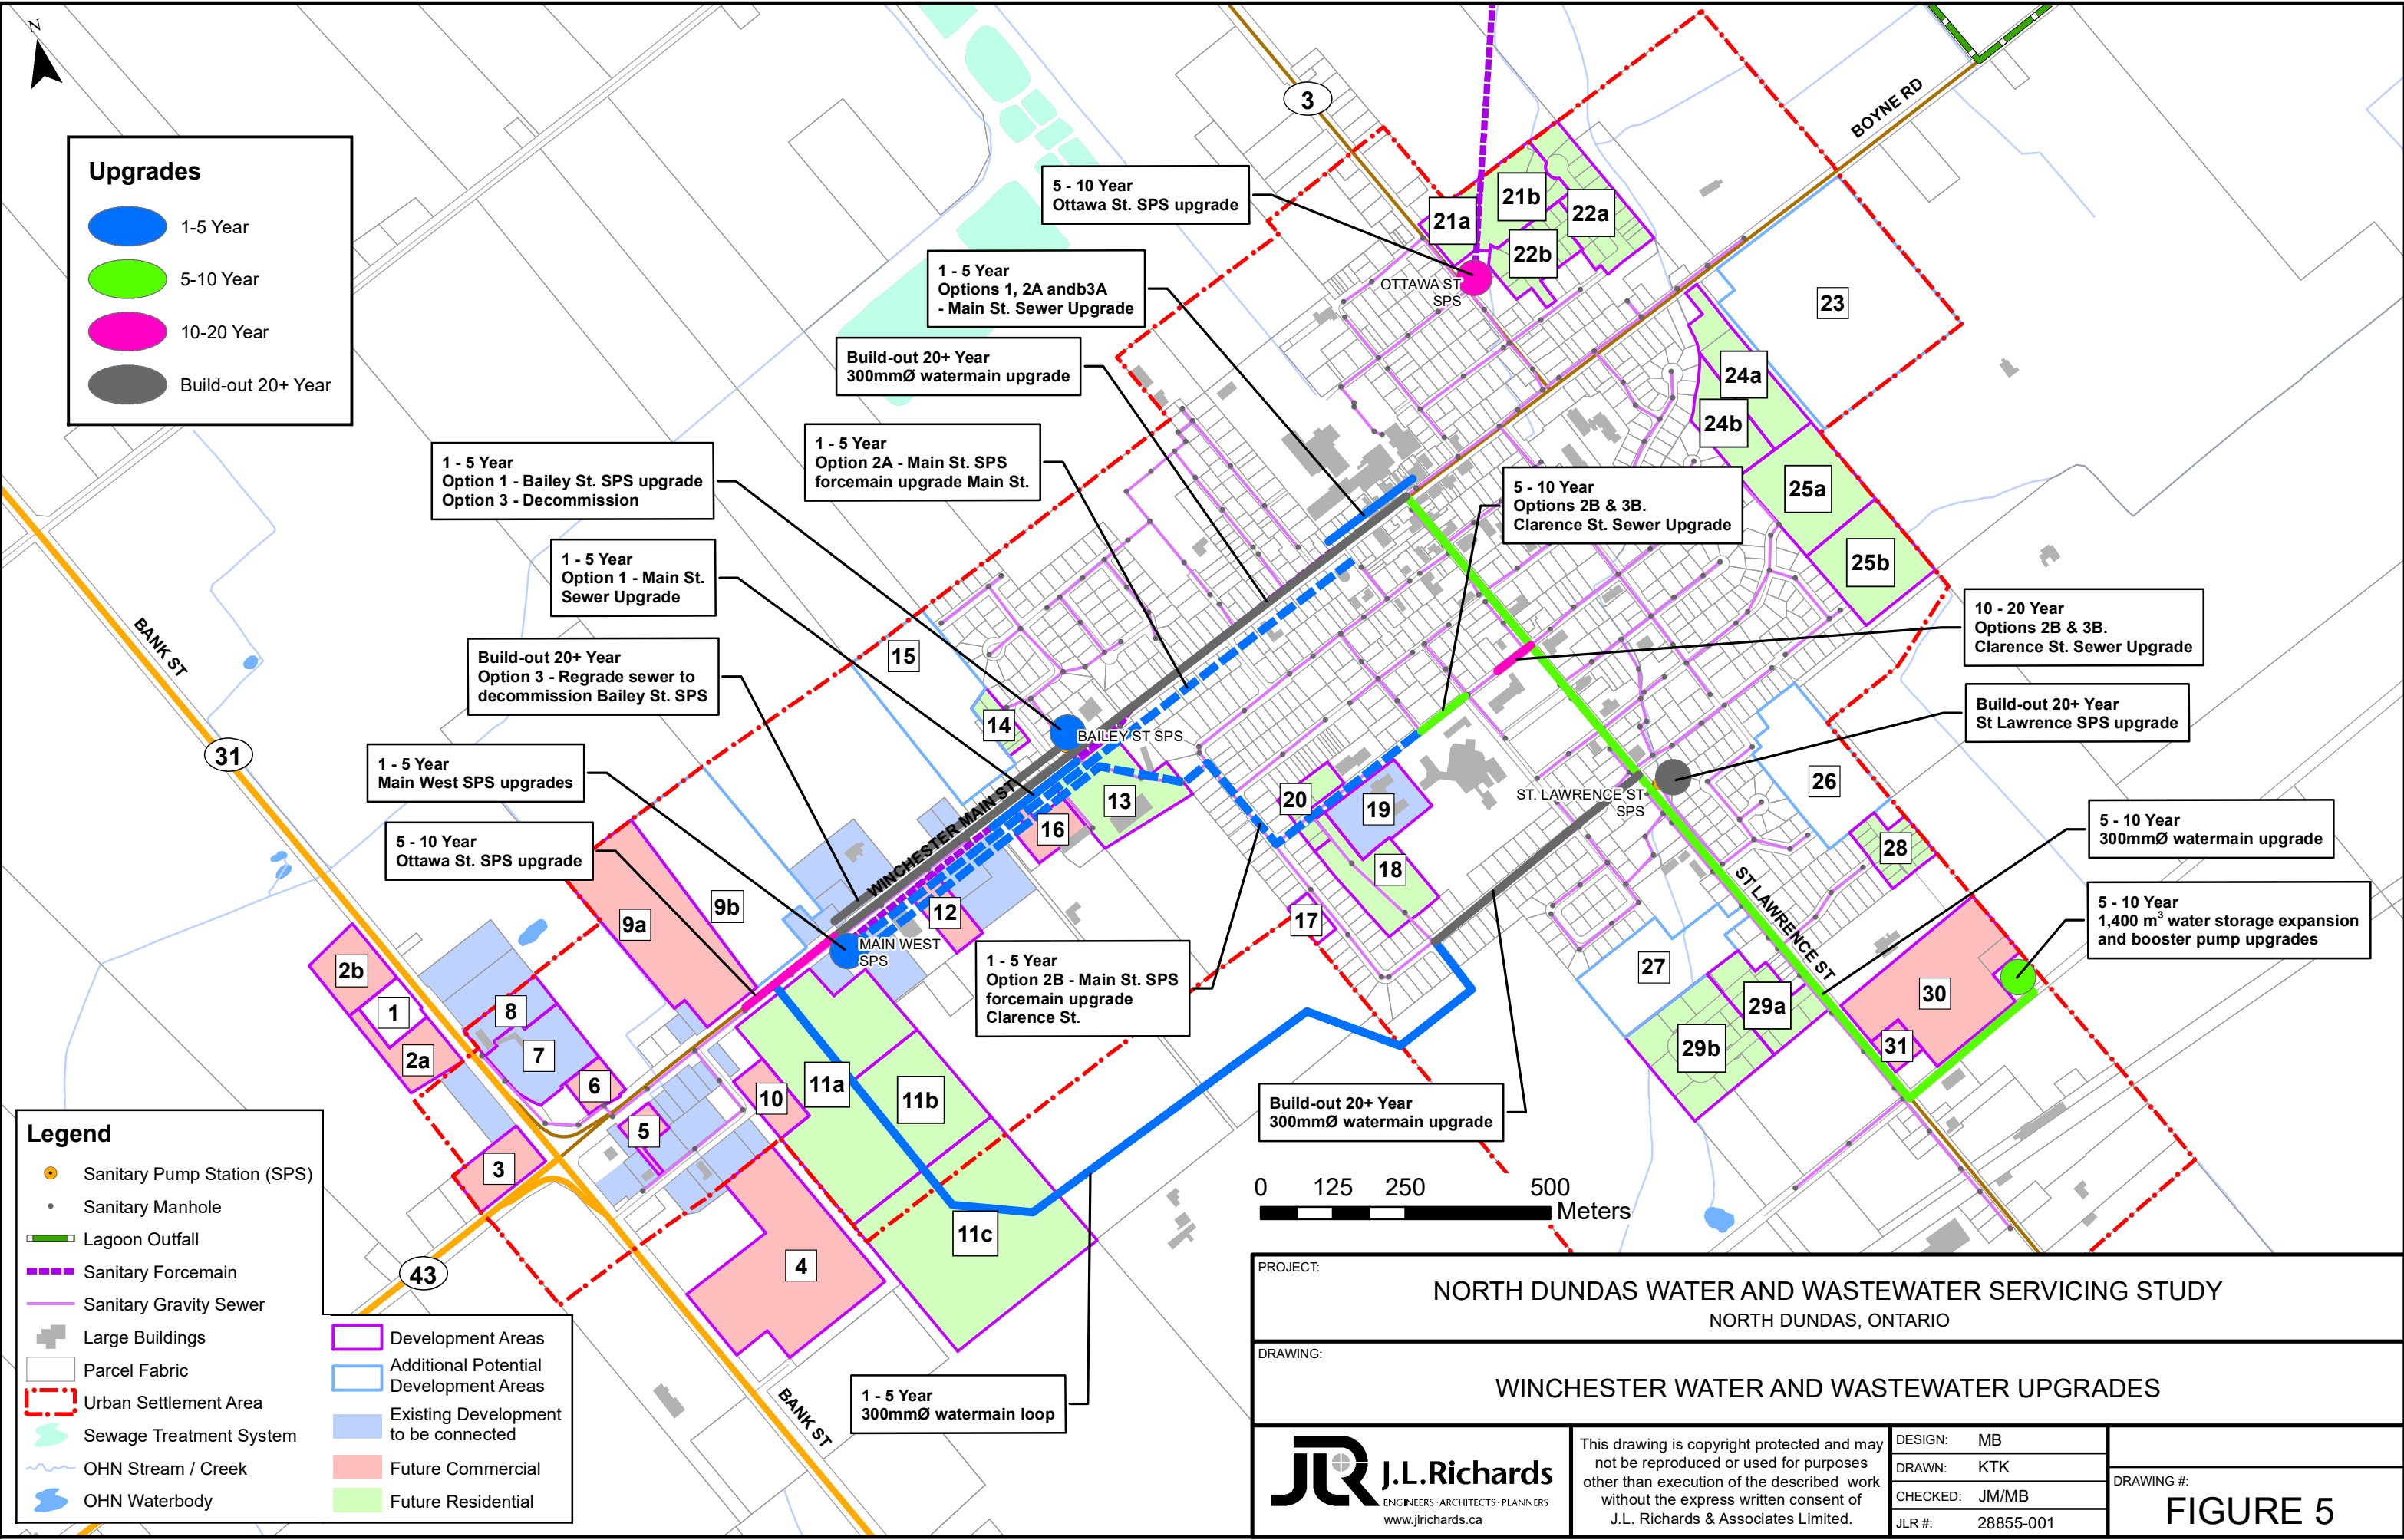 N
Upgrades
1-5 Year
5-10 Year
10-20 Year
Build-out 20+ Year
3
BOYNE RD
5 - 10 Year
Ottawa St. SPS upgrade
21a
21b
22a
22b
OTTAWA ST
SPS
23
1 - 5 Year
Options 1, 2A andb3A
- Main St. Sewer Upgrade
Build-out 20+ Year
300mmØ watermain upgrade
24a
24b
1 - 5 Year
Option 2A - Main St. SPS
forcemain upgrade Main St.
1 - 5 Year
Option 1 - Bailey St. SPS upgrade
Option 3 - Decommission
5 - 10 Year
Options 2B & 3B.
Clarence St. Sewer Upgrade
25a
25b
1 - 5 Year
Option 1 - Main St.
Sewer Upgrade
10 - 20 Year
Options 2B & 3B.
Clarence St. Sewer Upgrade
BANK ST
15
Build-out 20+ Year
Option 3 - Regrade sewer to
decommission Bailey St. SPS
Build-out 20+ Year
St Lawrence SPS upgrade
14
BAILEY ST SPS
31
1 - 5 Year
Main West SPS upgrades
WINCHESTER MAIN ST
13
16
20
19
ST. LAWRENCE ST
SPS
26
5 - 10 Year
300mmØ watermain upgrade
5 - 10 Year
Ottawa St. SPS upgrade
28
18
ST LAWRENCE ST
9a
9b
12
17
MAIN WEST
SPS
5 - 10 Year
1,400 m³ water storage expansion
and booster pump upgrades
1 - 5 Year
Option 2B - Main St. SPS
forcemain upgrade
Clarence St.
27
2b
1
2a
8
7
6
30
29a
29b
31
11a
11b
10
5
3
Build-out 20+ Year
300mmØ watermain upgrade
11c
4
43
0 125 250 500
Meters
BANK ST
1 - 5 Year
300mmØ watermain loop
Legend
Sanitary Pump Station (SPS)
Sanitary Manhole
Lagoon Outfall
Sanitary Forcemain
Sanitary Gravity Sewer
Large Buildings
Parcel Fabric
Urban Settlement Area
Sewage Treatment System
OHN Stream / Creek
OHN Waterbody
Development Areas
Additional Potential
Development Areas
Existing Development
to be connected
Future Commercial
Future Residential
PROJECT:
NORTH DUNDAS WATER AND WASTEWATER SERVICING STUDY
NORTH DUNDAS, ONTARIO
DRAWING:
WINCHESTER WATER AND WASTEWATER UPGRADES
JLR J.L.Richards
ENGINEERS · ARCHITECTS · PLANNERS
www.jlrichards.ca
This drawing is copyright protected and may
not be reproduced or used for purposes
other than execution of the described work
without the express written consent of
J.L. Richards & Associates Limited.
DESIGN: MB
DRAWN: KTK
CHECKED: JM/MB
JLR #: 28855-001
DRAWING #:
FIGURE 5